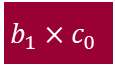 b₁ × c₀